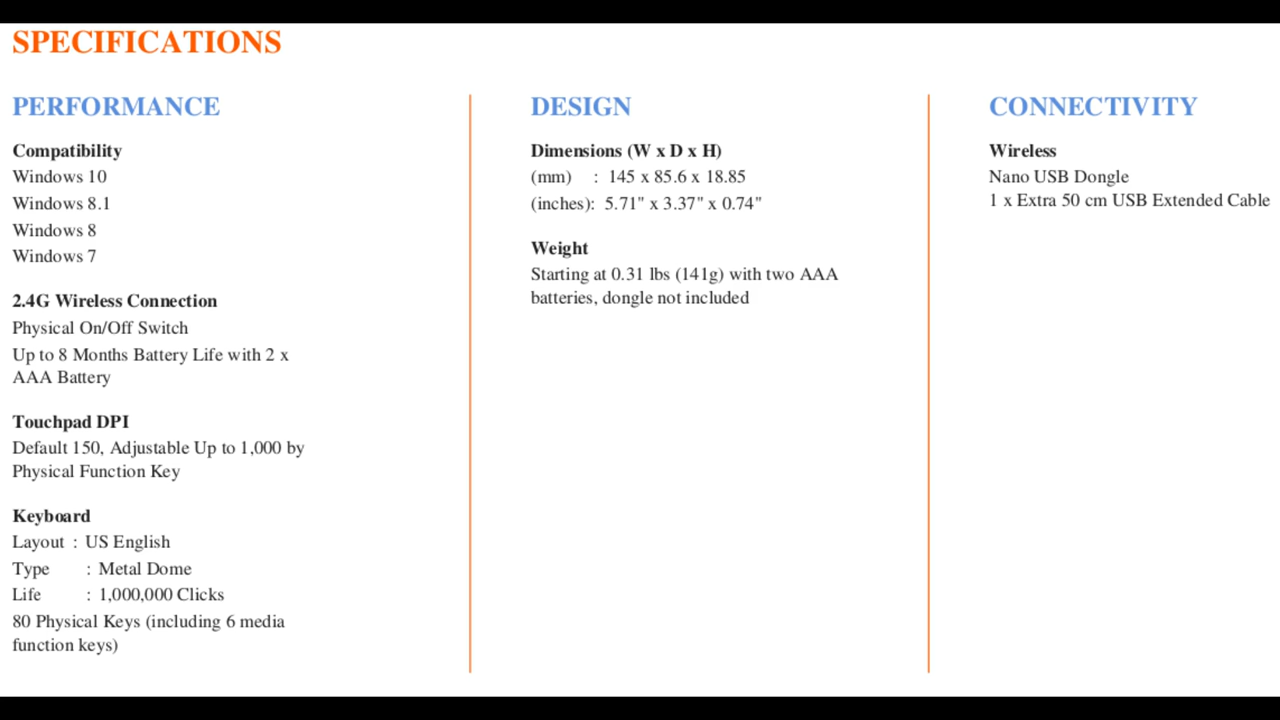 SPECIFICATIONS
PERFORMANCE
Compatibility
Windows 10
Windows 8.1
Windows 8
Windows 7
2.4G Wireless Connection
Physical On/Off Switch
Up to 8 Months Battery Life with 2 x
AAA Battery
Touchpad DPI
Default 150, Adjustable Up to 1,000 by
Physical Function Key
Keyboard
Layout : US English
Type : Metal Dome
Life : 1,000,000 Clicks
80 Physical Keys (including 6 media
function keys)
DESIGN
Dimensions (W x D x H)
(mm) : 145 x 85.6 x 18.85
(inches): 5.71" x 3.37" x 0.74"
Weight
Starting at 0.31 lbs (141g) with two AAA
batteries, dongle not included
CONNECTIVITY
Wireless
Nano USB Dongle
1 x Extra 50 cm USB Extended Cable